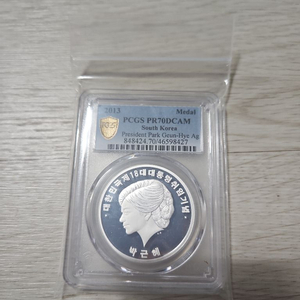 2013 Medal
PCGS PR70DCAM
South Korea
President Park Geun-Hye Ag
848424.70/46598427
대한민국제18대대통령취임기념
박근혜